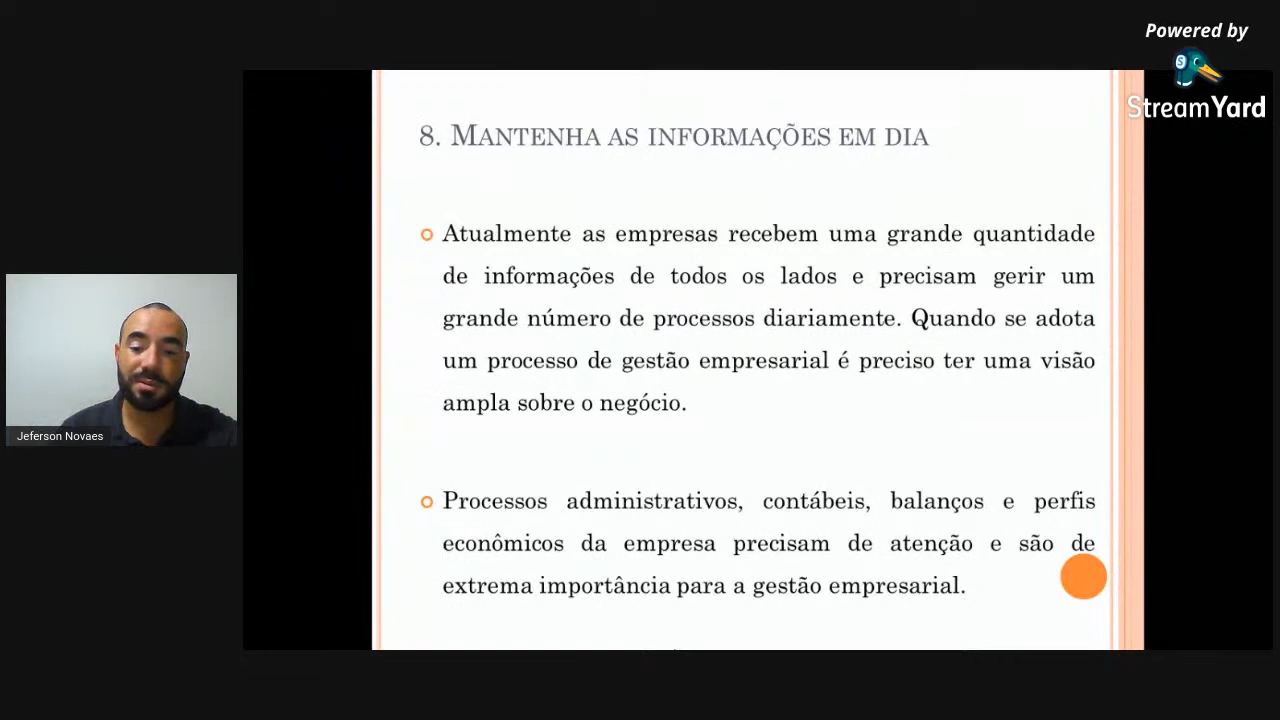 Powered by
StreamYard
8. MANTENHA AS INFORMAÇÕES EM DIA
Atualmente as empresas recebem uma grande quantidade
de informações de todos os lados e precisam gerir um
grande número de processos diariamente. Quando se adota
um processo de gestão empresarial é preciso ter uma visão
ampla sobre o negócio.
Processos administrativos, contábeis, balanços e perfis
econômicos da empresa precisam de atenção e são de
extrema importância para a gestão empresarial.
Jeferson Novaes